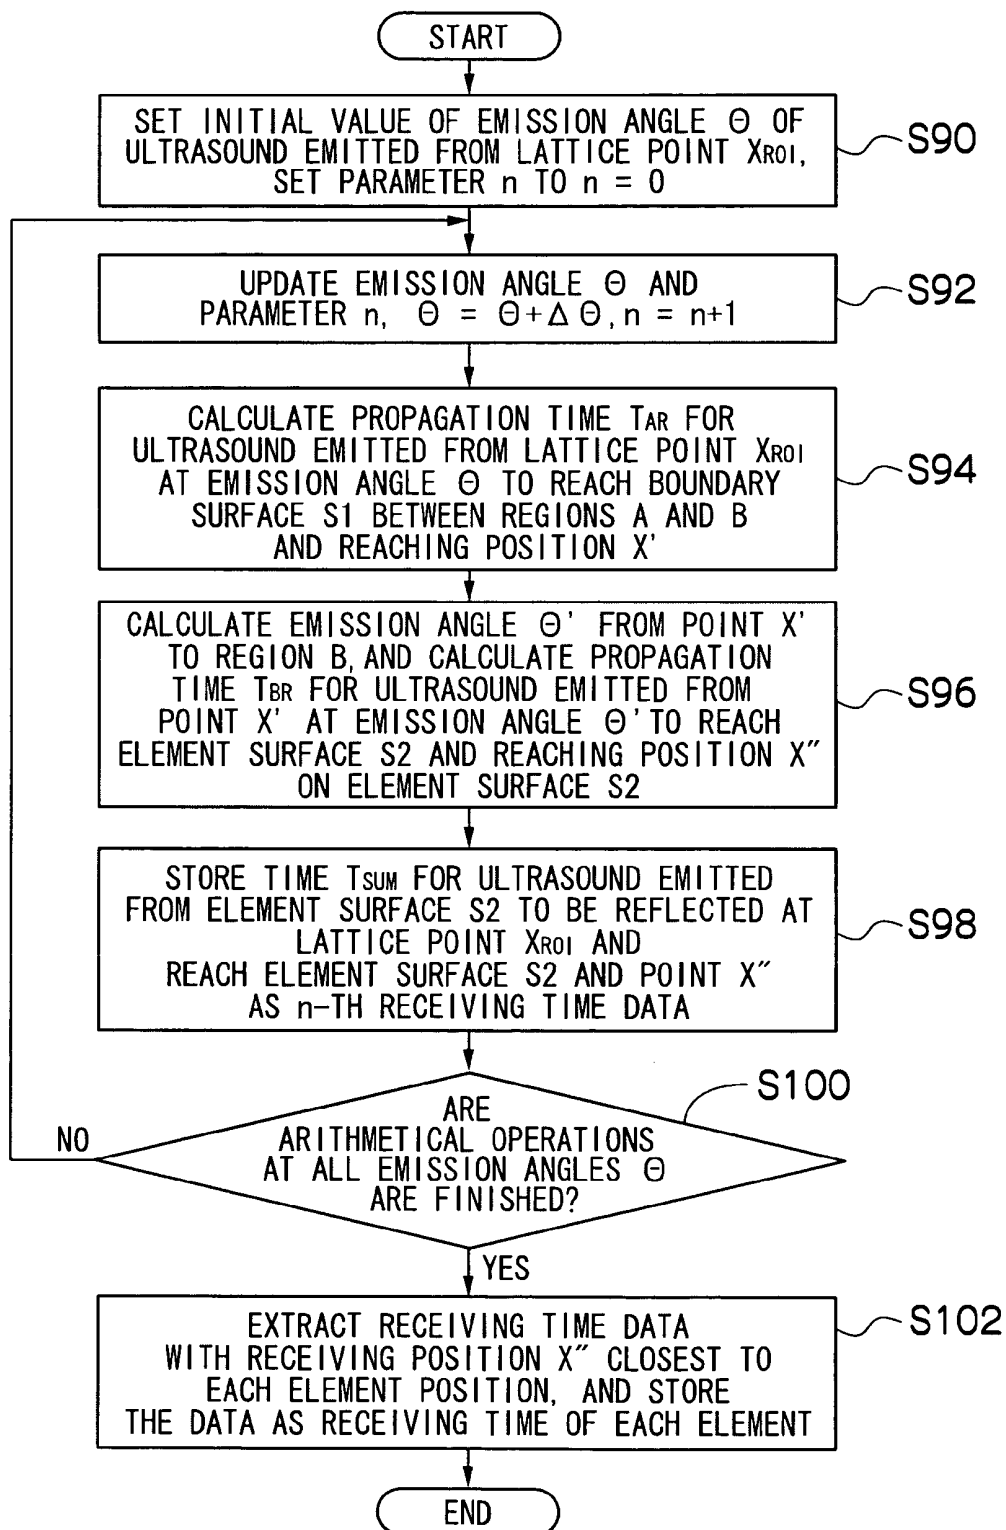 START
SET INITIAL VALUE OF EMISSION ANGLE Θ OF
ULTRASOUND EMITTED FROM LATTICE POINT XROI,
SET PARAMETER n TO n = 0
S90
UPDATE EMISSION ANGLE Θ AND
PARAMETER n, Θ = Θ+ΔΘ, n = n+1
S92
CALCULATE PROPAGATION TIME TAR FOR
ULTRASOUND EMITTED FROM LATTICE POINT XROI
AT EMISSION ANGLE Θ TO REACH BOUNDARY
SURFACE S1 BETWEEN REGIONS A AND B
AND REACHING POSITION X'
S94
CALCULATE EMISSION ANGLE Θ' FROM POINT X'
TO REGION B, AND CALCULATE PROPAGATION
TIME TBR FOR ULTRASOUND EMITTED FROM
POINT X' AT EMISSION ANGLE Θ' TO REACH
ELEMENT SURFACE S2 AND REACHING POSITION X″
ON ELEMENT SURFACE S2
S96
STORE TIME TSUM FOR ULTRASOUND EMITTED
FROM ELEMENT SURFACE S2 TO BE REFLECTED AT
LATTICE POINT XROI AND
REACH ELEMENT SURFACE S2 AND POINT X″
AS n-TH RECEIVING TIME DATA
S98
S100
ARE
ARITHMETICAL OPERATIONS
AT ALL EMISSION ANGLES Θ
ARE FINISHED?
NO
YES
EXTRACT RECEIVING TIME DATA
WITH RECEIVING POSITION X″ CLOSEST TO
EACH ELEMENT POSITION, AND STORE
THE DATA AS RECEIVING TIME OF EACH ELEMENT
S102
END